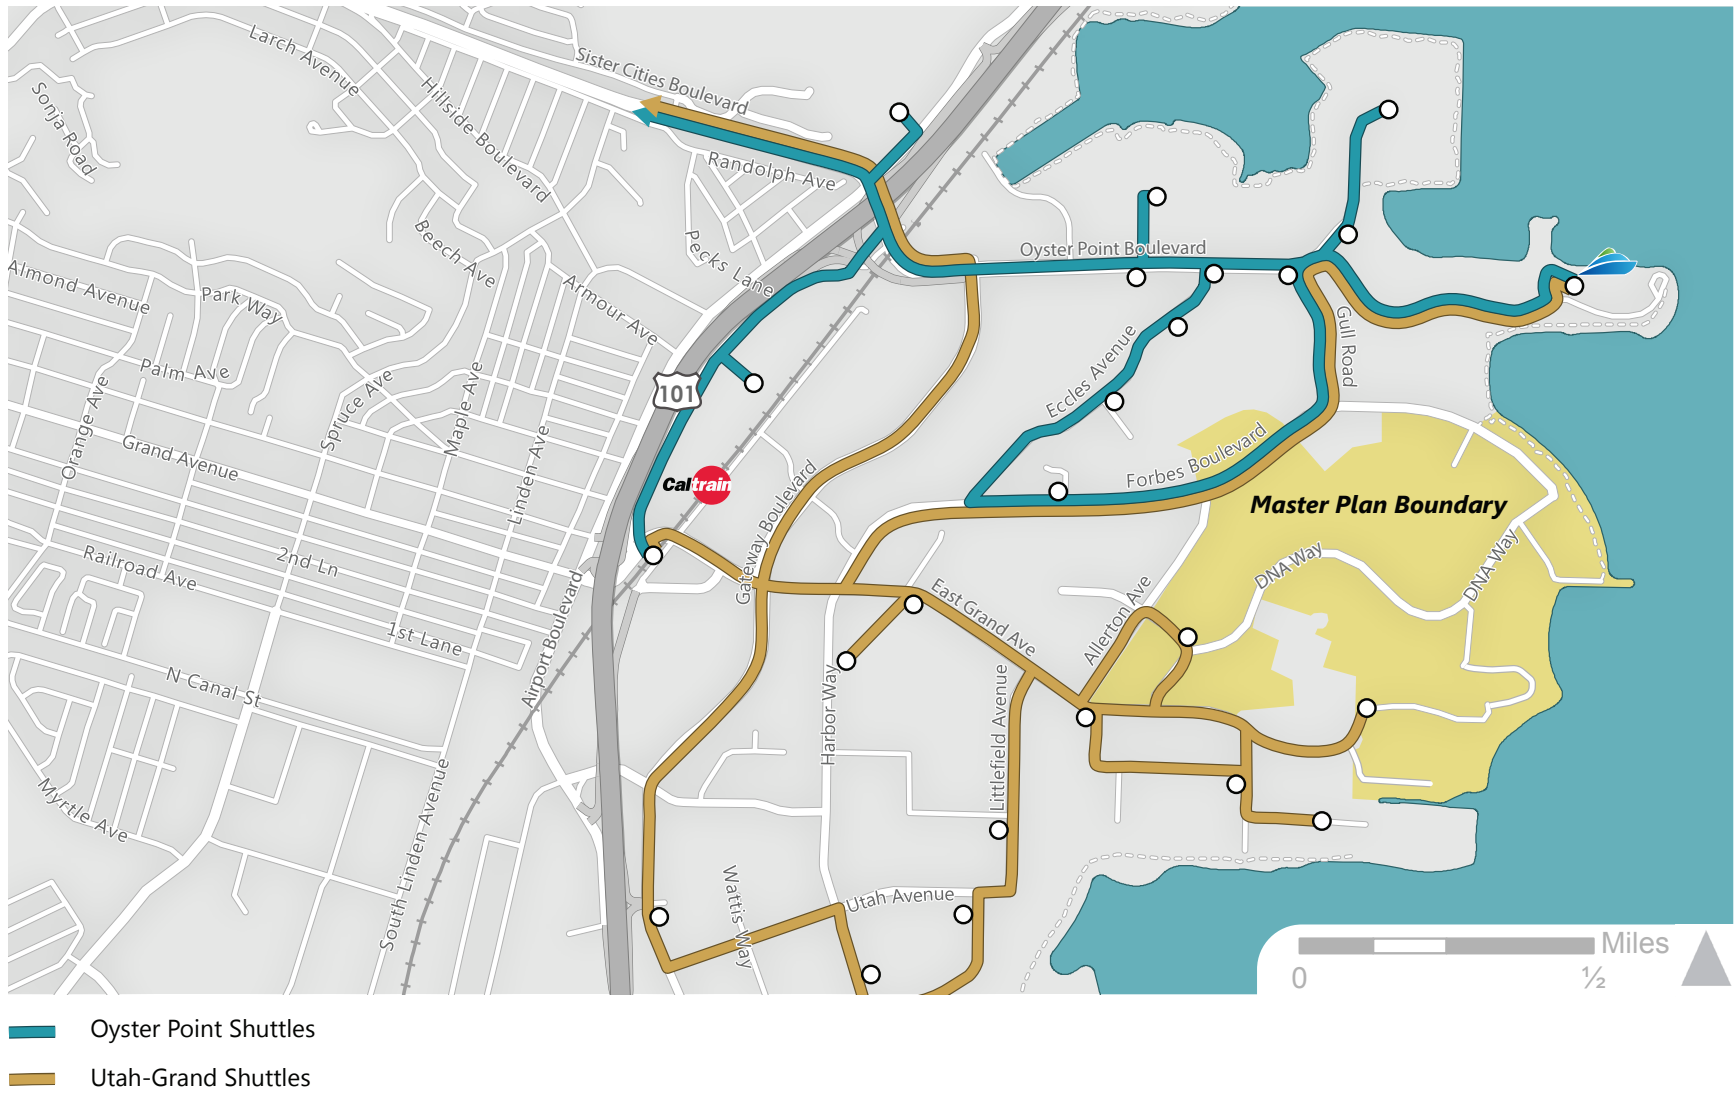 Larch Avenue
Sister Cities Boulevard
Sonja Road
Hillside Boulevard
Randolph Ave
Oyster Point Boulevard
Beech Ave
Pecks Lane
Almond Avenue
Park Way
Armour Ave
Gull Road
Palm Ave
Spruce Ave
Maple Ave
Eccles Avenue
101
Orange Ave
Grand Avenue
Linden Ave
Caltrain
Forbes Boulevard
Gateway Boulevard
Master Plan Boundary
Railroad Ave
2nd Ln
DNA Way
DNA Way
East Grand Ave
Allerton Ave
1st Lane
Airport Boulevard
N Canal St
Harbor Way
Littlefield Avenue
Myrtle Ave
South Linden Avenue
Wattis Way
Utah Avenue
Miles
0 ½
Oyster Point Shuttles
Utah-Grand Shuttles